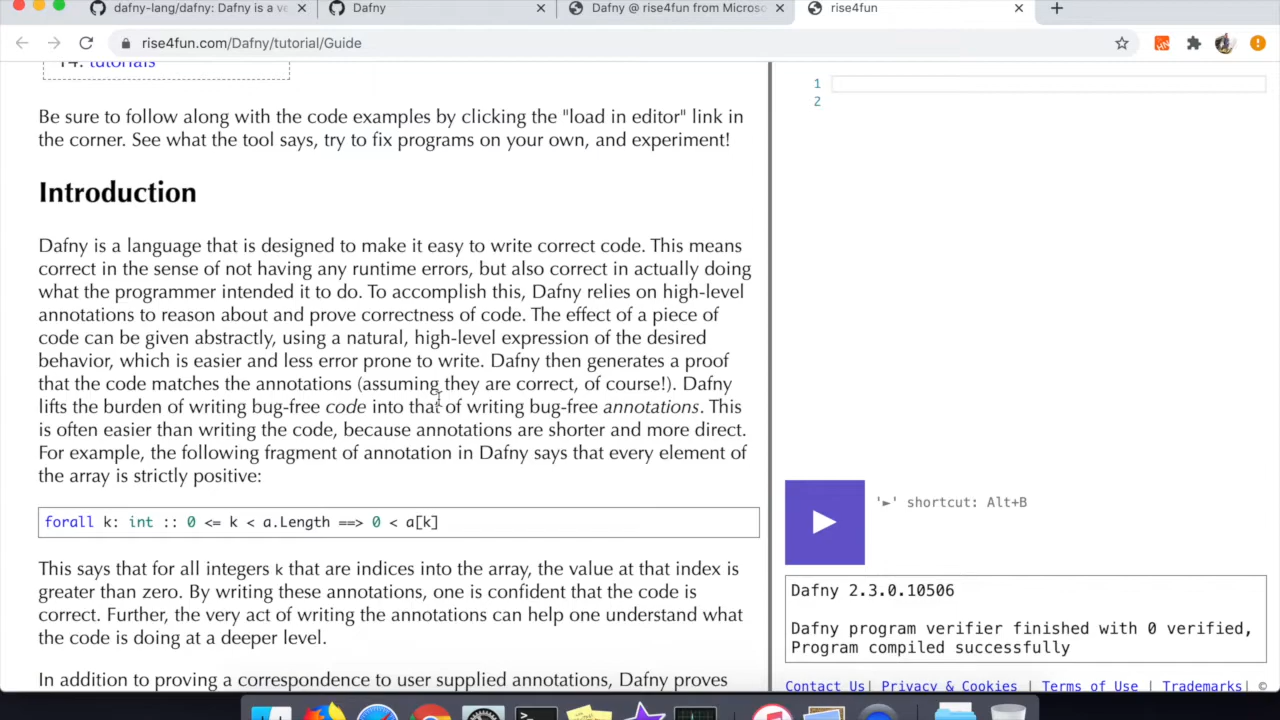 dafny-lang/dafny: Dafny is a ve
Dafny
Dafny @ rise4fun from Microso
rise4fun
rise4fun.com/Dafny/tutorial/Guide
14. tutorials
Be sure to follow along with the code examples by clicking the "load in editor" link in
the corner. See what the tool says, try to fix programs on your own, and experiment!
Introduction
Dafny is a language that is designed to make it easy to write correct code. This means
correct in the sense of not having any runtime errors, but also correct in actually doing
what the programmer intended it to do. To accomplish this, Dafny relies on high-level
annotations to reason about and prove correctness of code. The effect of a piece of
code can be given abstractly, using a natural, high-level expression of the desired
behavior, which is easier and less error prone to write. Dafny then generates a proof
that the code matches the annotations (assuming they are correct, of course!). Dafny
lifts the burden of writing bug-free code into that of writing bug-free annotations. This
is often easier than writing the code, because annotations are shorter and more direct.
For example, the following fragment of annotation in Dafny says that every element of
the array is strictly positive:
forall k: int :: 0 <= k < a.Length ==> 0 < a[k]
This says that for all integers k that are indices into the array, the value at that index is
greater than zero. By writing these annotations, one is confident that the code is
correct. Further, the very act of writing the annotations can help one understand what
the code is doing at a deeper level.
In addition to proving a correspondence to user supplied annotations, Dafny proves
1
2
'►' shortcut: Alt+B
Dafny 2.3.0.10506
Dafny program verifier finished with 0 verified,
Program compiled successfully
Contact Us| Privacy & Cookies | Terms of Use | Trademarks| ©